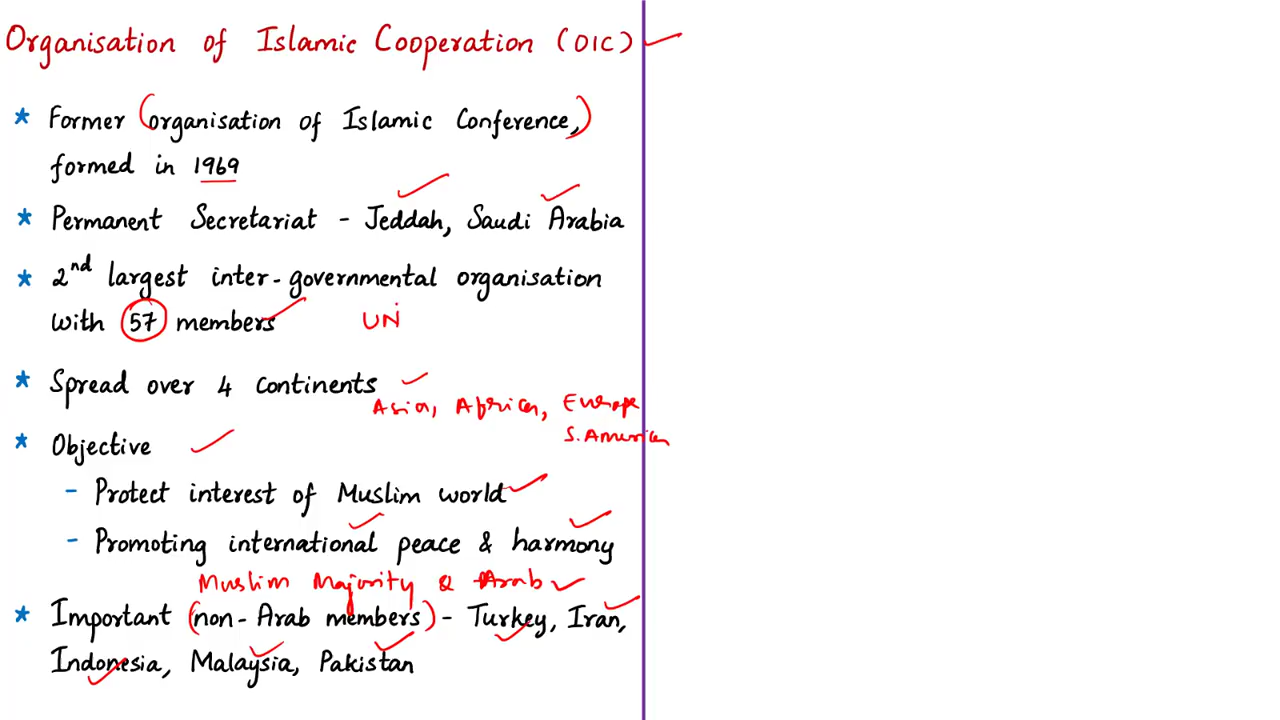 Organisation of Islamic Cooperation (OIC)
* Former (organisation of Islamic Conference,)
formed in 1969
* Permanent Secretariat - Jeddah, Saudi Arabia
* 2nd largest inter-governmental organisation
with 57 members UN
* Spread over 4 continents
Asia, African, Europe
S. American
* Objective
- Protect interest of Muslim world
- Promoting international peace & harmony
Muslim Majority & Arab
* Important (non-Arab members) - Turkey, Iran,
Indonesia, Malaysia, Pakistan